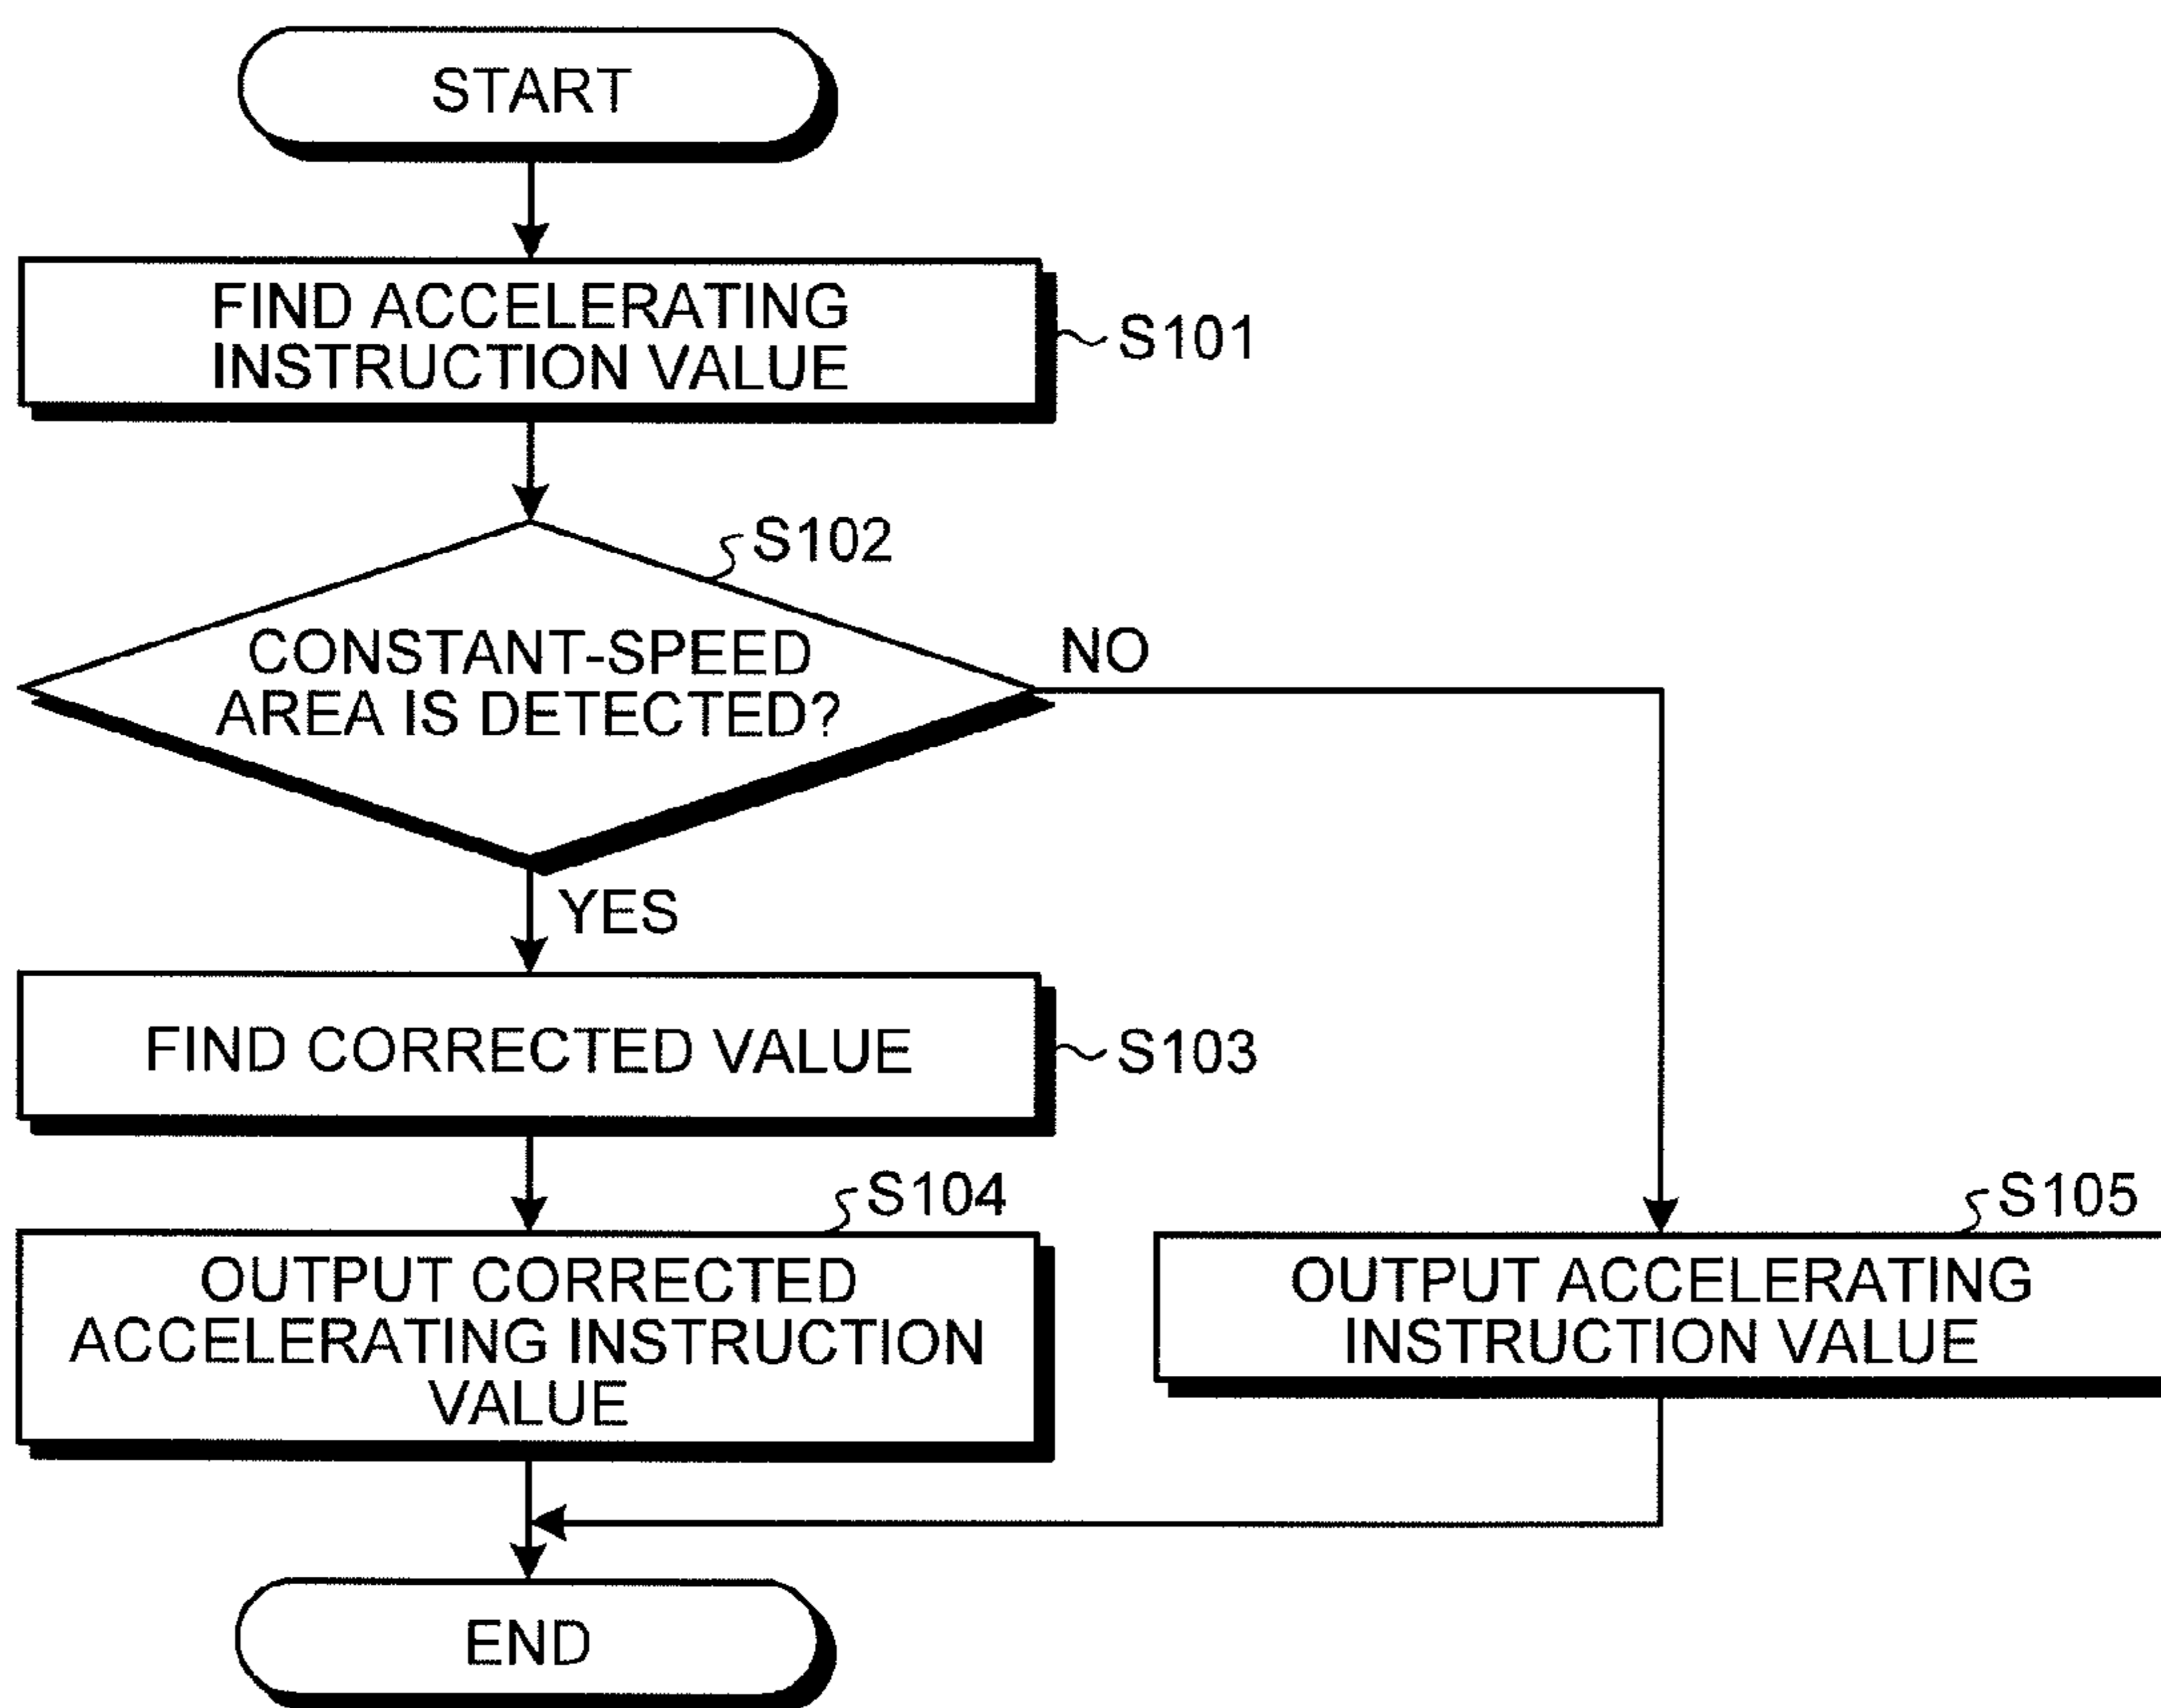 START
FIND ACCELERATING
INSTRUCTION VALUE
S101
S102
CONSTANT-SPEED
AREA IS DETECTED?
NO
YES
FIND CORRECTED VALUE
S103
S104
OUTPUT CORRECTED
ACCELERATING INSTRUCTION
VALUE
S105
OUTPUT ACCELERATING
INSTRUCTION VALUE
END